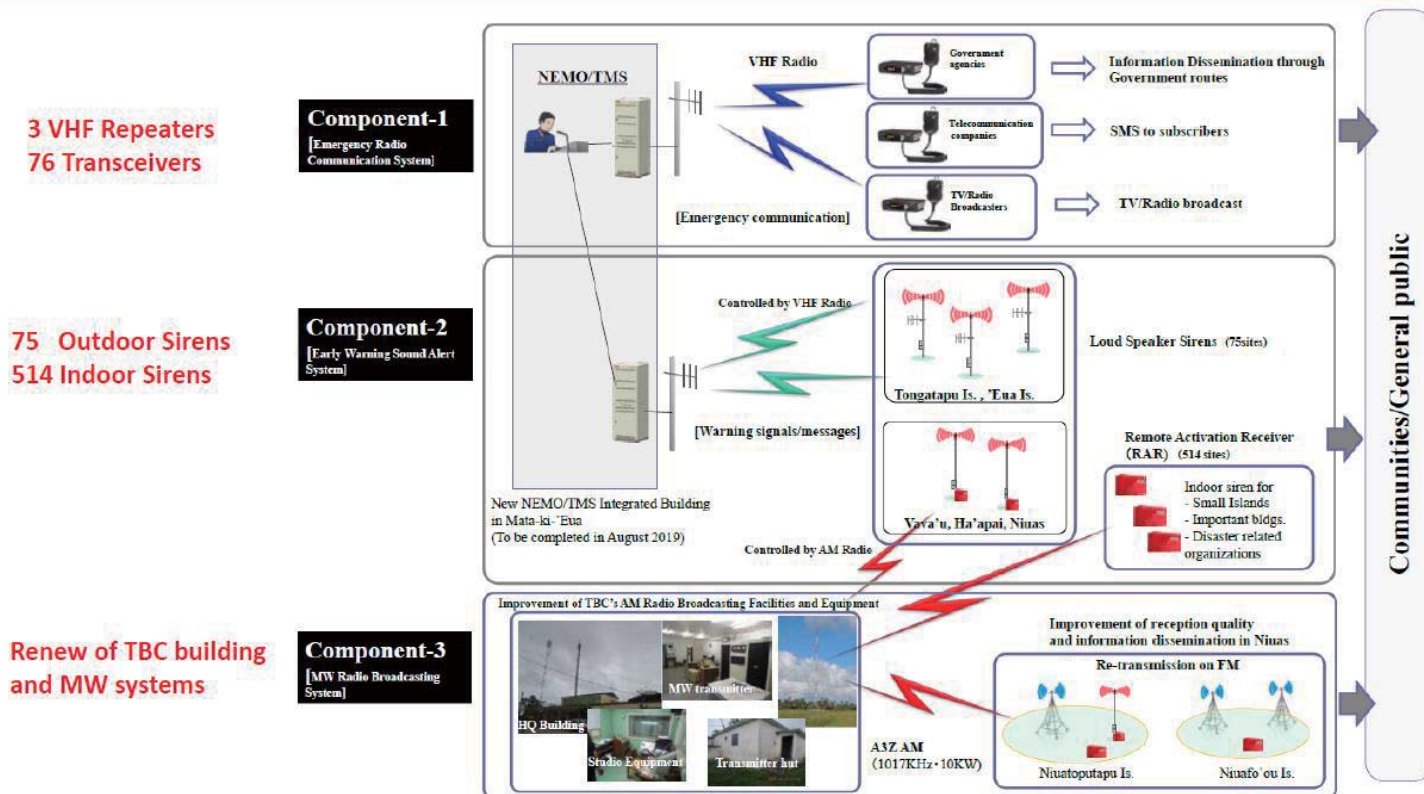 3 VHF Repeaters
76 Transceivers
Component-1
[Emergency Radio
Communication System]
NEMO/TMS
VHF Radio
[Emergency communication]
Government
agencies
Information Dissemination through
Government routes
Telecommunication
companies
SMS to subscribers
TV/Radio
Broadcasters
TV/Radio broadcast
75 Outdoor Sirens
514 Indoor Sirens
Component-2
[Early Warning Sound Alert
System]
Controlled by VHF Radio
[Warning signals/messages]
Tongatapu Is. , 'Eua Is.
Loud Speaker Sirens (75sites)
Vava'u, Ha'apai, Niuas
Remote Activation Receiver
(RAR) (514 sites)
Indoor siren for
- Small Islands
- Important bldgs.
- Disaster related
organizations
New NEMO/TMS Integrated Building
in Mata-ki-'Eua
(To be completed in August 2019)
Controlled by AM Radio
Renew of TBC building
and MW systems
Component-3
[MW Radio Broadcasting
System]
Improvement of TBC's AM Radio Broadcasting Facilities and Equipment
HQ Building
MW transmitter
Studio Equipment
Transmitter hut
A3Z AM
(1017KHz・10KW)
Improvement of reception quality
and information dissemination in Niuas
Re-transmission on FM
Niuatoputapu Is.
Niuafo'ou Is.
Communities/General public